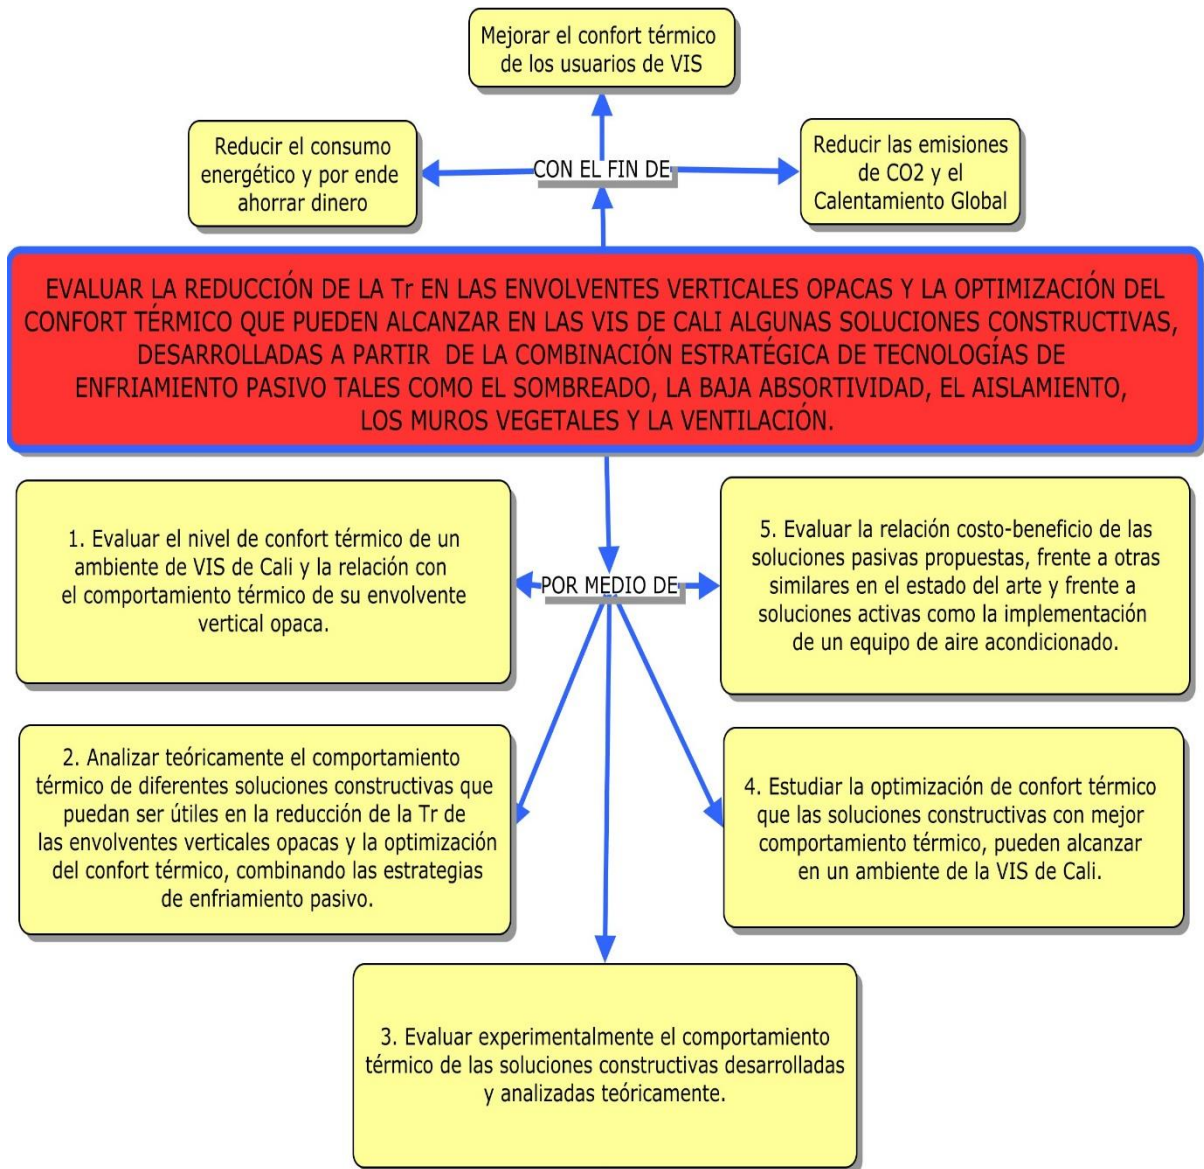 Mejorar el confort térmico
de los usuarios de VIS
Reducir el consumo
energético y por ende
ahorrar dinero
CON EL FIN DE
Reducir las emisiones
de CO2 y el
Calentamiento Global
EVALUAR LA REDUCCIÓN DE LA Tr EN LAS ENVOLVENTES VERTICALES OPACAS Y LA OPTIMIZACIÓN DEL
CONFORT TÉRMICO QUE PUEDEN ALCANZAR EN LAS VIS DE CALI ALGUNAS SOLUCIONES CONSTRUCTIVAS,
DESARROLLADAS A PARTIR DE LA COMBINACIÓN ESTRATÉGICA DE TECNOLOGÍAS DE
ENFRIAMIENTO PASIVO TALES COMO EL SOMBREADO, LA BAJA ABSORTIVIDAD, EL AISLAMIENTO,
LOS MUROS VEGETALES Y LA VENTILACIÓN.
1. Evaluar el nivel de confort térmico de un
ambiente de VIS de Cali y la relación con
el comportamiento térmico de su envolvente
vertical opaca.
POR MEDIO DE
5. Evaluar la relación costo-beneficio de las
soluciones pasivas propuestas, frente a otras
similares en el estado del arte y frente a
soluciones activas como la implementación
de un equipo de aire acondicionado.
2. Analizar teóricamente el comportamiento
térmico de diferentes soluciones constructivas que
puedan ser útiles en la reducción de la Tr de
las envolventes verticales opacas y la optimización
del confort térmico, combinando las estrategias
de enfriamiento pasivo.
4. Estudiar la optimización de confort térmico
que las soluciones constructivas con mejor
comportamiento térmico, pueden alcanzar
en un ambiente de la VIS de Cali.
3. Evaluar experimentalmente el comportamiento
térmico de las soluciones constructivas desarrolladas
y analizadas teóricamente.